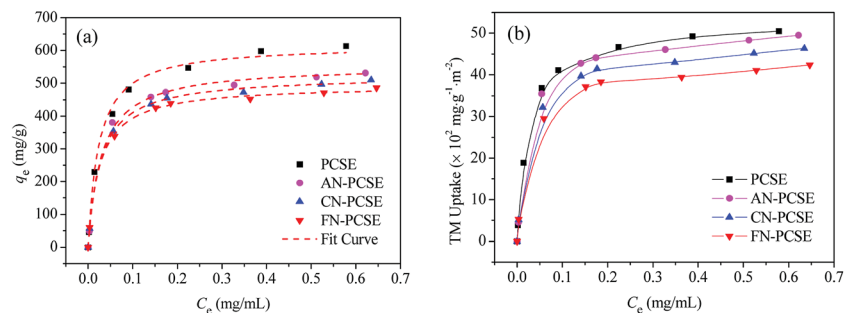 (a)
700
600
500
400
300
200
100
0
qe (mg/g)
PCSE
AN-PCSE
CN-PCSE
FN-PCSE
Fit Curve
0.0 0.1 0.2 0.3 0.4 0.5 0.6 0.7
Ce (mg/mL)
(b)
50
40
30
20
10
0
TM Uptake (× 10² mg·g⁻¹·m⁻²)
PCSE
AN-PCSE
CN-PCSE
FN-PCSE
0.0 0.1 0.2 0.3 0.4 0.5 0.6 0.7
Ce (mg/mL)